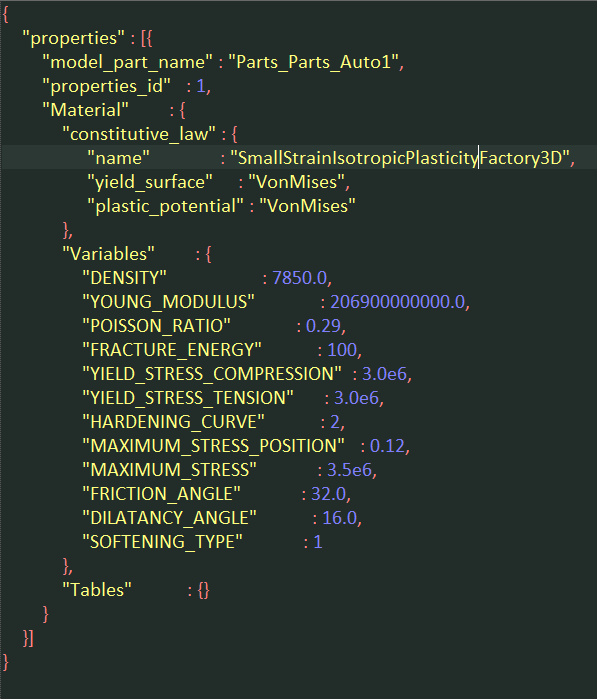 {
"properties" : [{
"model_part_name" : "Parts_Parts_Auto1",
"properties_id" : 1,
"Material" : {
"constitutive_law" : {
"name" : "SmallStrainIsotropicPlasticityFactory3D",
"yield_surface" : "VonMises",
"plastic_potential" : "VonMises"
},
"Variables" : {
"DENSITY" : 7850.0,
"YOUNG_MODULUS" : 206900000000.0,
"POISSON_RATIO" : 0.29,
"FRACTURE_ENERGY" : 100,
"YIELD_STRESS_COMPRESSION" : 3.0e6,
"YIELD_STRESS_TENSION" : 3.0e6,
"HARDENING_CURVE" : 2,
"MAXIMUM_STRESS_POSITION" : 0.12,
"MAXIMUM_STRESS" : 3.5e6,
"FRICTION_ANGLE" : 32.0,
"DILATANCY_ANGLE" : 16.0,
"SOFTENING_TYPE" : 1
},
"Tables" : {}
}
}]
}